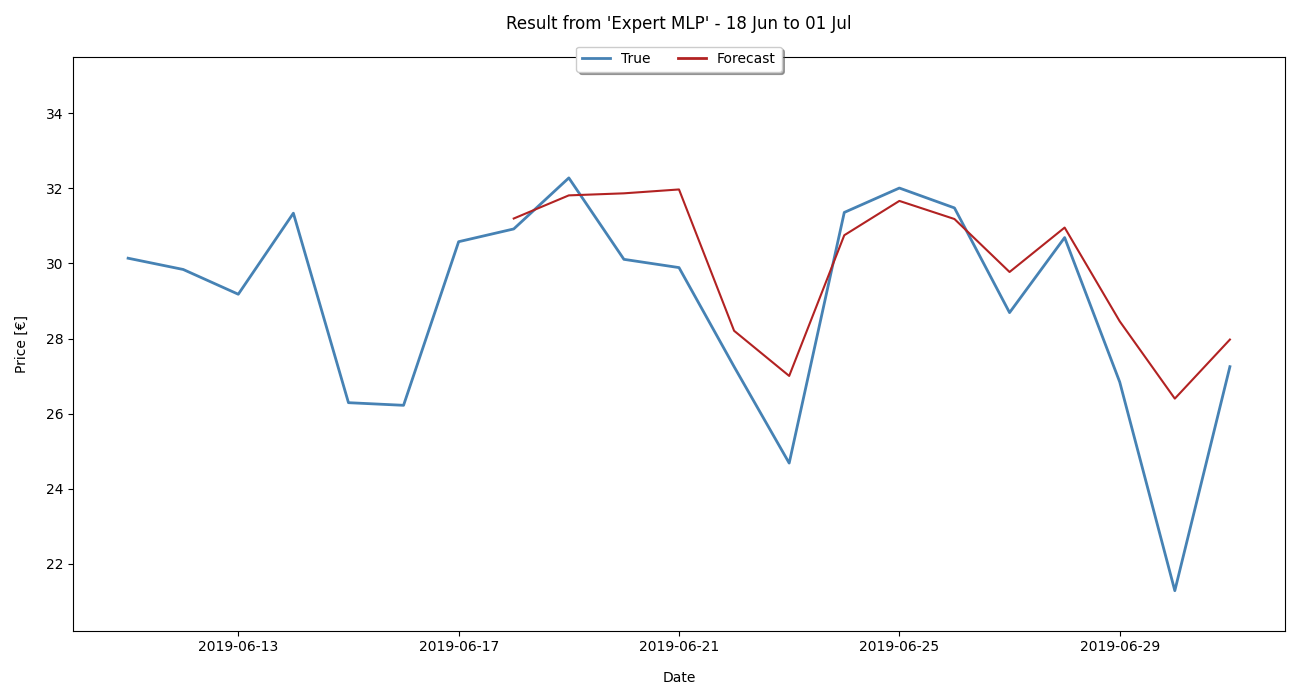 Result from 'Expert MLP' - 18 Jun to 01 Jul
True Forecast
34
32
30
28
26
24
22
Price [€]
2019-06-13 2019-06-17 2019-06-21 2019-06-25 2019-06-29
Date